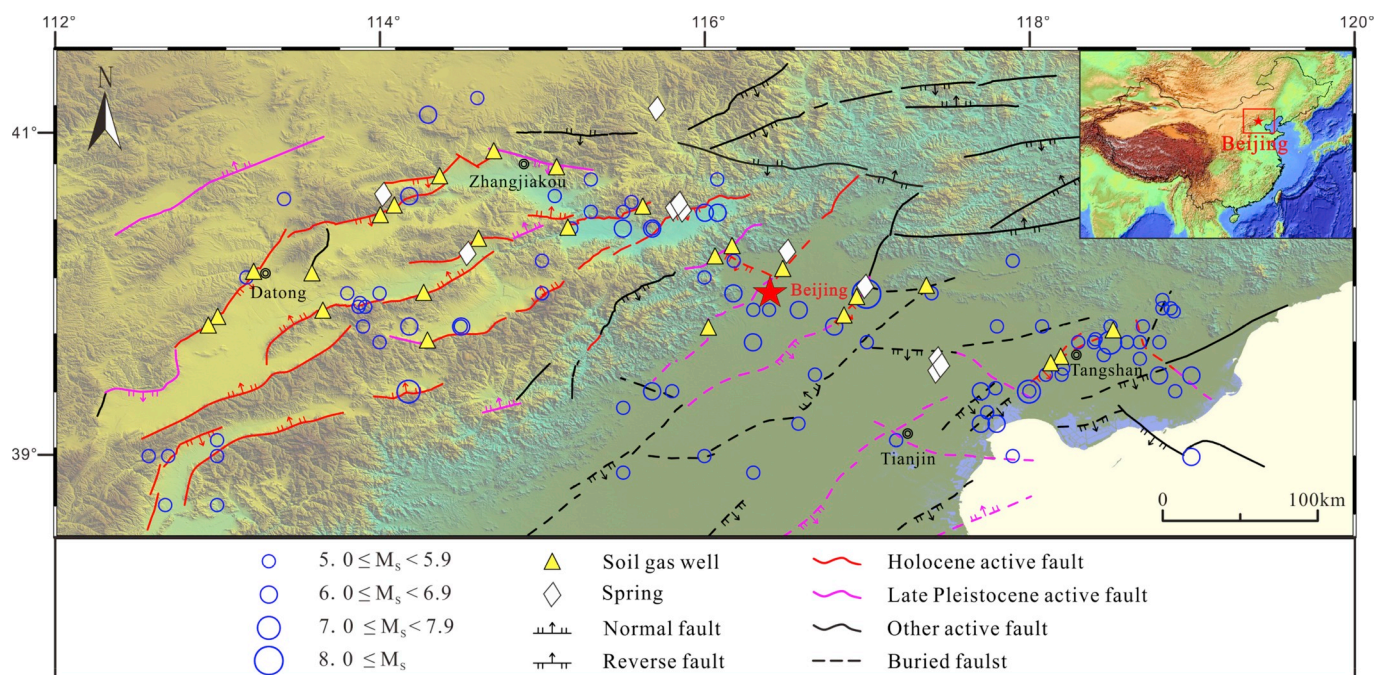 112°
114°
116°
118°
120°
N
41°
39°
Zhangjiakou
Datong
Beijing
Beijing
Tangshan
Tianjin
0 100km
5. 0 ≤ Mₛ < 5.9
6. 0 ≤ Mₛ < 6.9
7. 0 ≤ Mₛ < 7.9
8. 0 ≤ Mₛ
Soil gas well
Spring
Normal fault
Reverse fault
Holocene active fault
Late Pleistocene active fault
Other active fault
Buried faulst